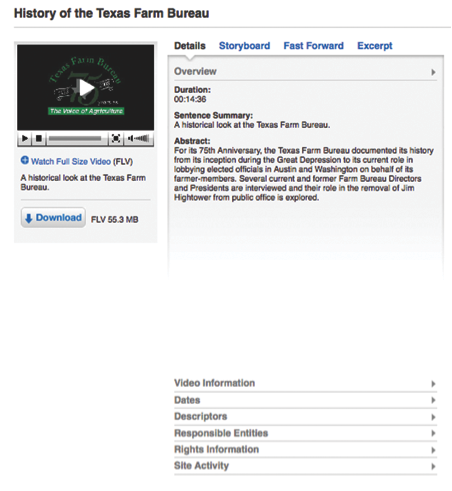 History of the Texas Farm Bureau
Texas Farm Bureau
75
The Voice of Agriculture
Watch Full Size Video (FLV)
A historical look at the Texas Farm
Bureau.
Download FLV 55.3 MB
Details Storyboard Fast Forward Excerpt
Overview
Duration:
00:14:36
Sentence Summary:
A historical look at the Texas Farm Bureau.
Abstract:
For its 75th Anniversary, the Texas Farm Bureau documented its history
from its inception during the Great Depression to its current role in
lobbying elected officials in Austin and Washington on behalf of its
farmer-members. Several current and former Farm Bureau Directors
and Presidents are interviewed and their role in the removal of Jim
Hightower from public office is explored.
Video Information
Dates
Descriptors
Responsible Entities
Rights Information
Site Activity